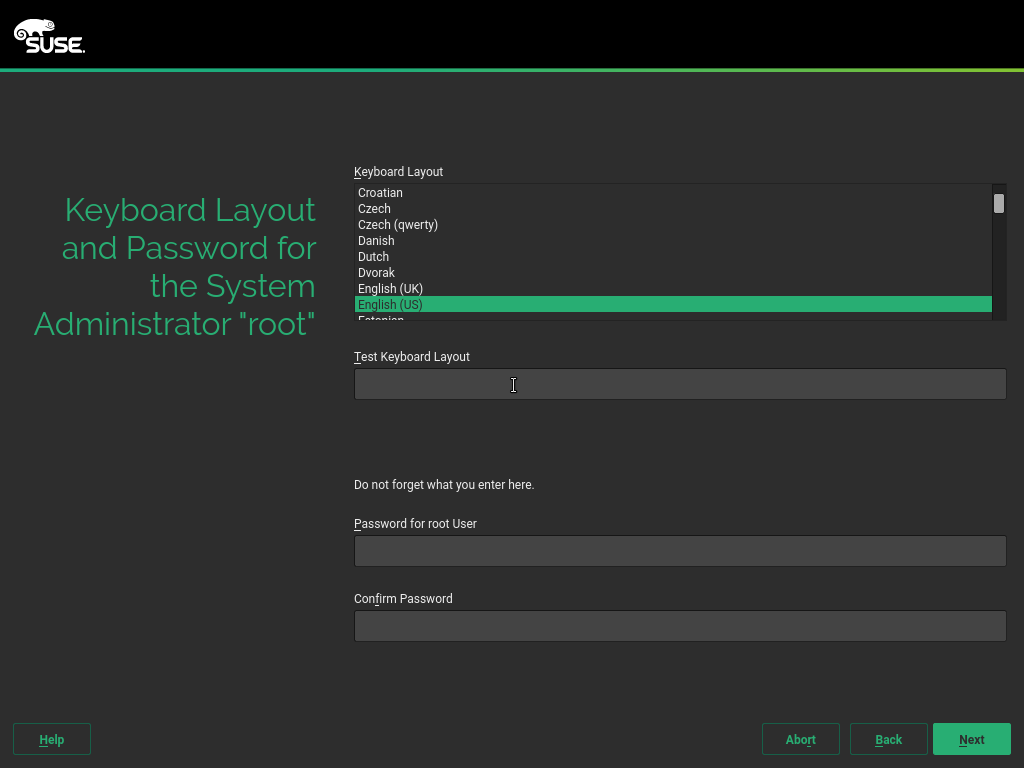 SUSE
Keyboard Layout
and Password for
the System
Administrator "root"
Keyboard Layout
Croatian
Czech
Czech (qwerty)
Danish
Dutch
Dvorak
English (UK)
English (US)
Estonian
Test Keyboard Layout
Do not forget what you enter here.
Password for root User
Confirm Password
Help
Abort
Back
Next